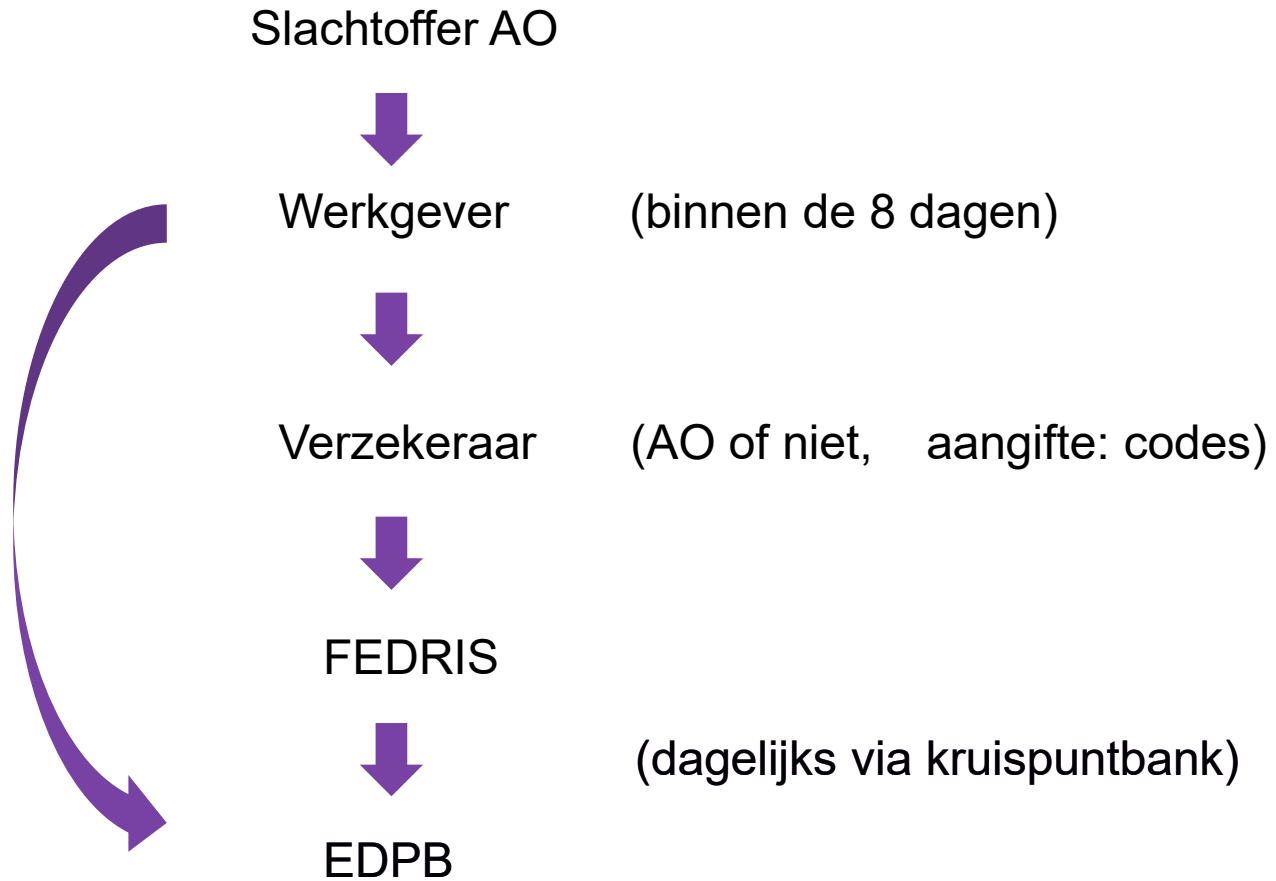 Slachtoffer AO
Werkgever (binnen de 8 dagen)
Verzekeraar (AO of niet, aangifte: codes)
FEDRIS
(dagelijks via kruispuntbank)
EDPB